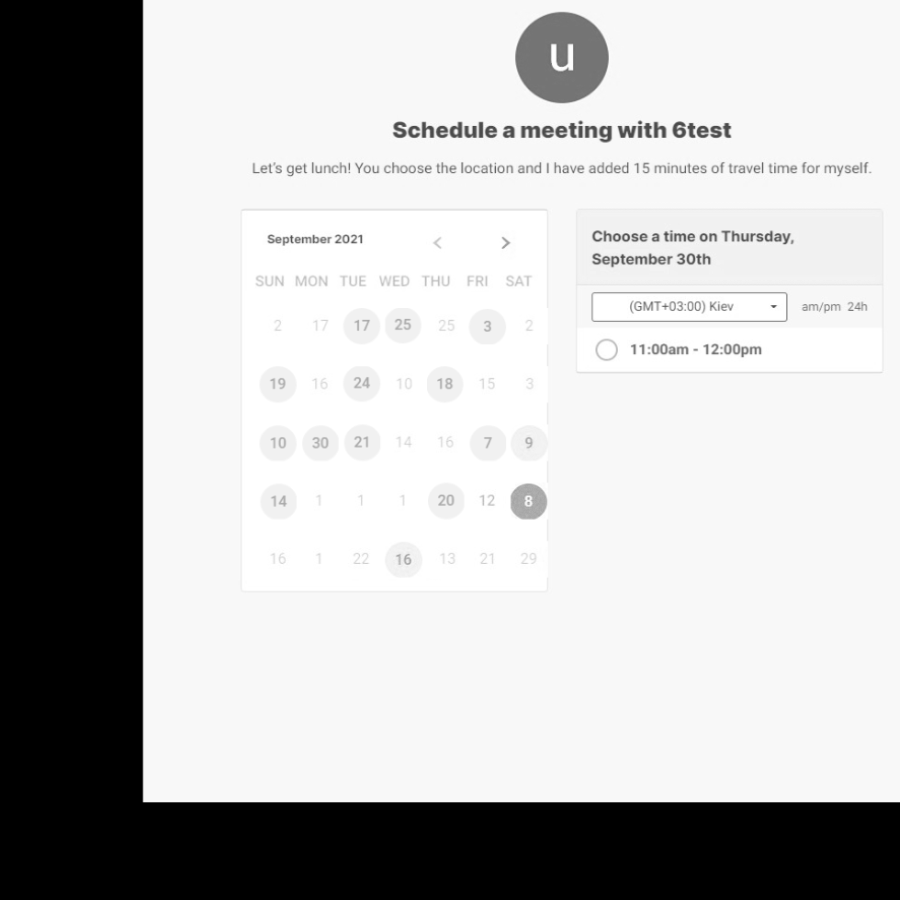 u
Schedule a meeting with 6test
Let's get lunch! You choose the location and I have added 15 minutes of travel time for myself.
September 2021
SUN MON TUE WED THU FRI SAT
2 17 17 25 25 3 2
19 16 24 10 18 15 3
10 30 21 14 16 7 9
14 1 1 1 20 12 8
16 1 22 16 13 21 29
Choose a time on Thursday,
September 30th
(GMT+03:00) Kiev am/pm 24h
11:00am - 12:00pm